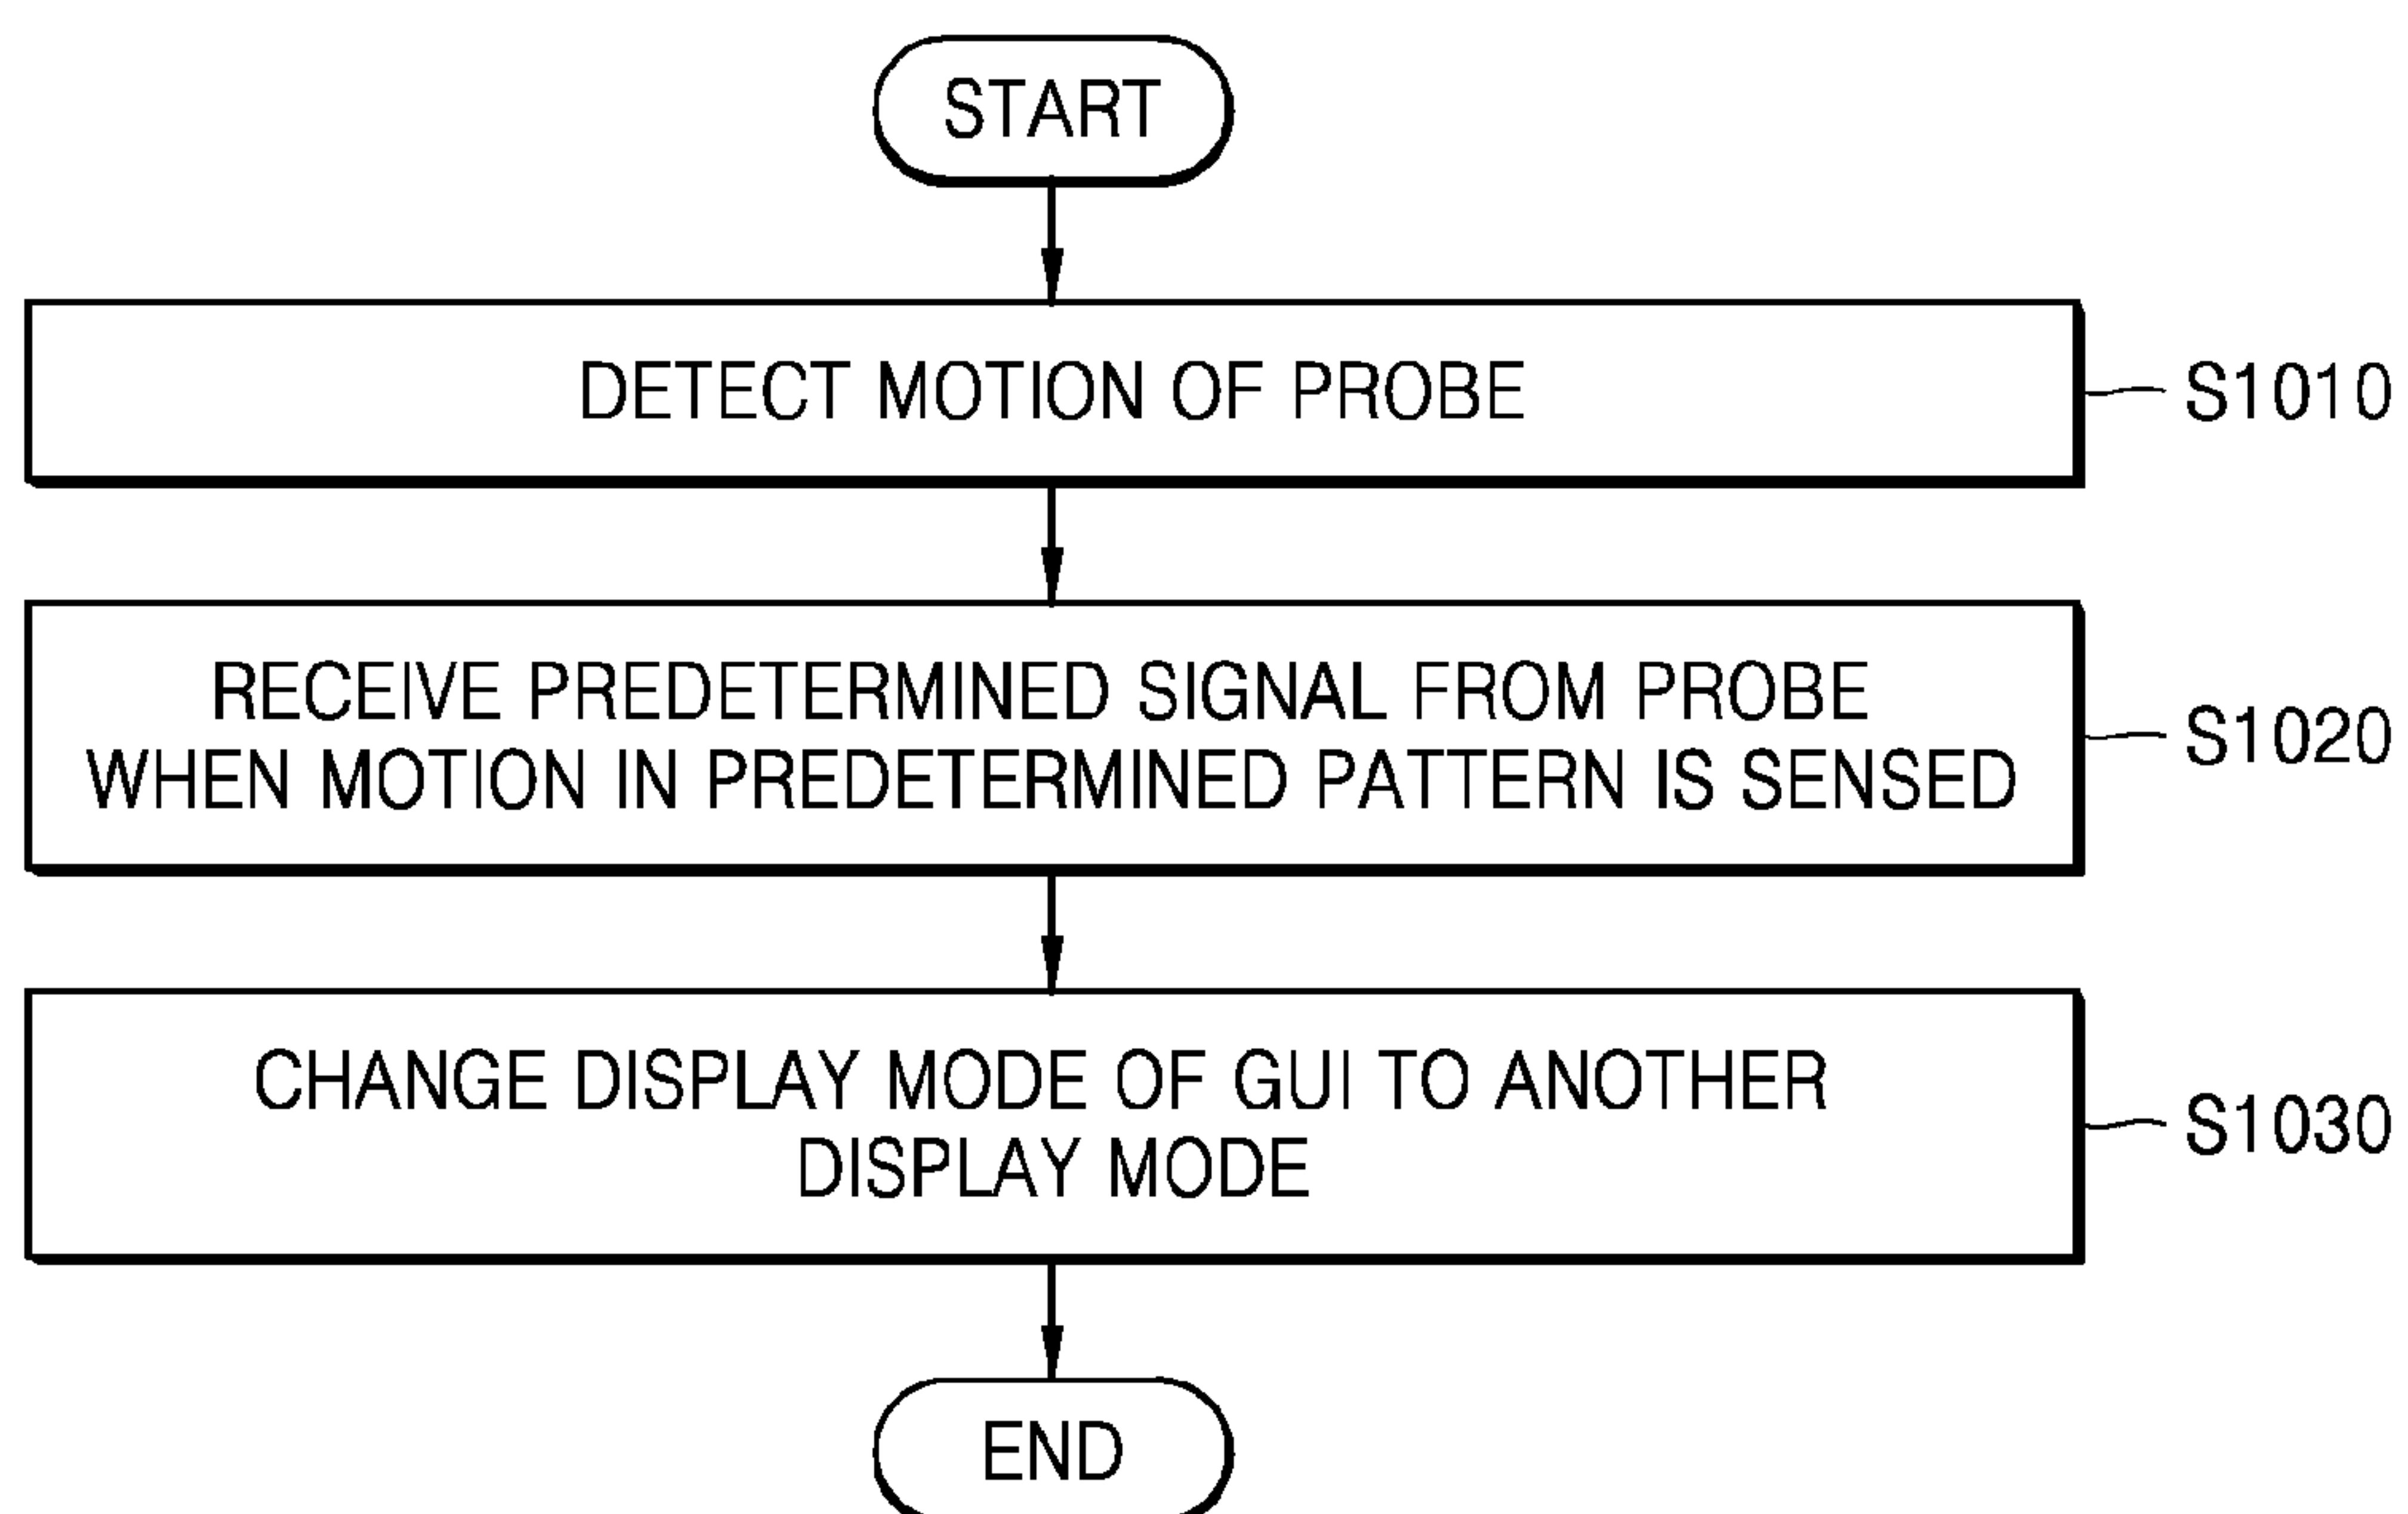 START
DETECT MOTION OF PROBE
S1010
RECEIVE PREDETERMINED SIGNAL FROM PROBE
WHEN MOTION IN PREDETERMINED PATTERN IS SENSED
S1020
CHANGE DISPLAY MODE OF GUI TO ANOTHER
DISPLAY MODE
S1030
END